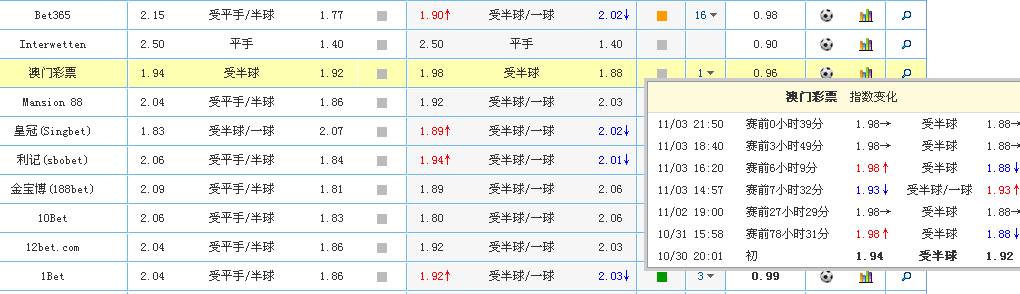 Bet365 2.15 受平手/半球 1.77 1.90↑ 受半球/一球 2.02↓ 16 0.98
Interwetten 2.50 平手 1.40 2.50 平手 1.40 0.90
澳门彩票 1.94 受半球 1.92 1.98 受半球 1.88 1 0.96
Mansion 88 2.04 受平手/半球 1.86 1.92 受半球/一球 2.03
皇冠(Singbet) 1.83 受半球/一球 2.07 1.89↑ 受半球/一球 2.02↓
利记(sbobet) 2.06 受平手/半球 1.84 1.94↑ 受半球/一球 2.01↓
金宝博(188bet) 2.09 受平手/半球 1.81 1.89 受半球/一球 2.06
10Bet 2.06 受平手/半球 1.83 1.80 受半球/一球 2.06
12bet.com 2.04 受平手/半球 1.86 1.92 受半球/一球 2.03
1Bet 2.04 受平手/半球 1.86 1.92↑ 受半球/一球 2.03↓ 3 0.99
澳门彩票 指数变化
11/03 21:50 赛前0小时39分 1.98→ 受半球 1.88→
11/03 18:40 赛前3小时49分 1.98→ 受半球 1.88→
11/03 16:20 赛前6小时9分 1.98↑ 受半球 1.88↓
11/03 14:57 赛前7小时32分 1.93↓ 受半球/一球 1.93↑
11/02 19:00 赛前27小时29分 1.98→ 受半球 1.88→
10/31 15:58 赛前78小时31分 1.98↑ 受半球 1.88↓
10/30 20:01 初 1.94 受半球 1.92